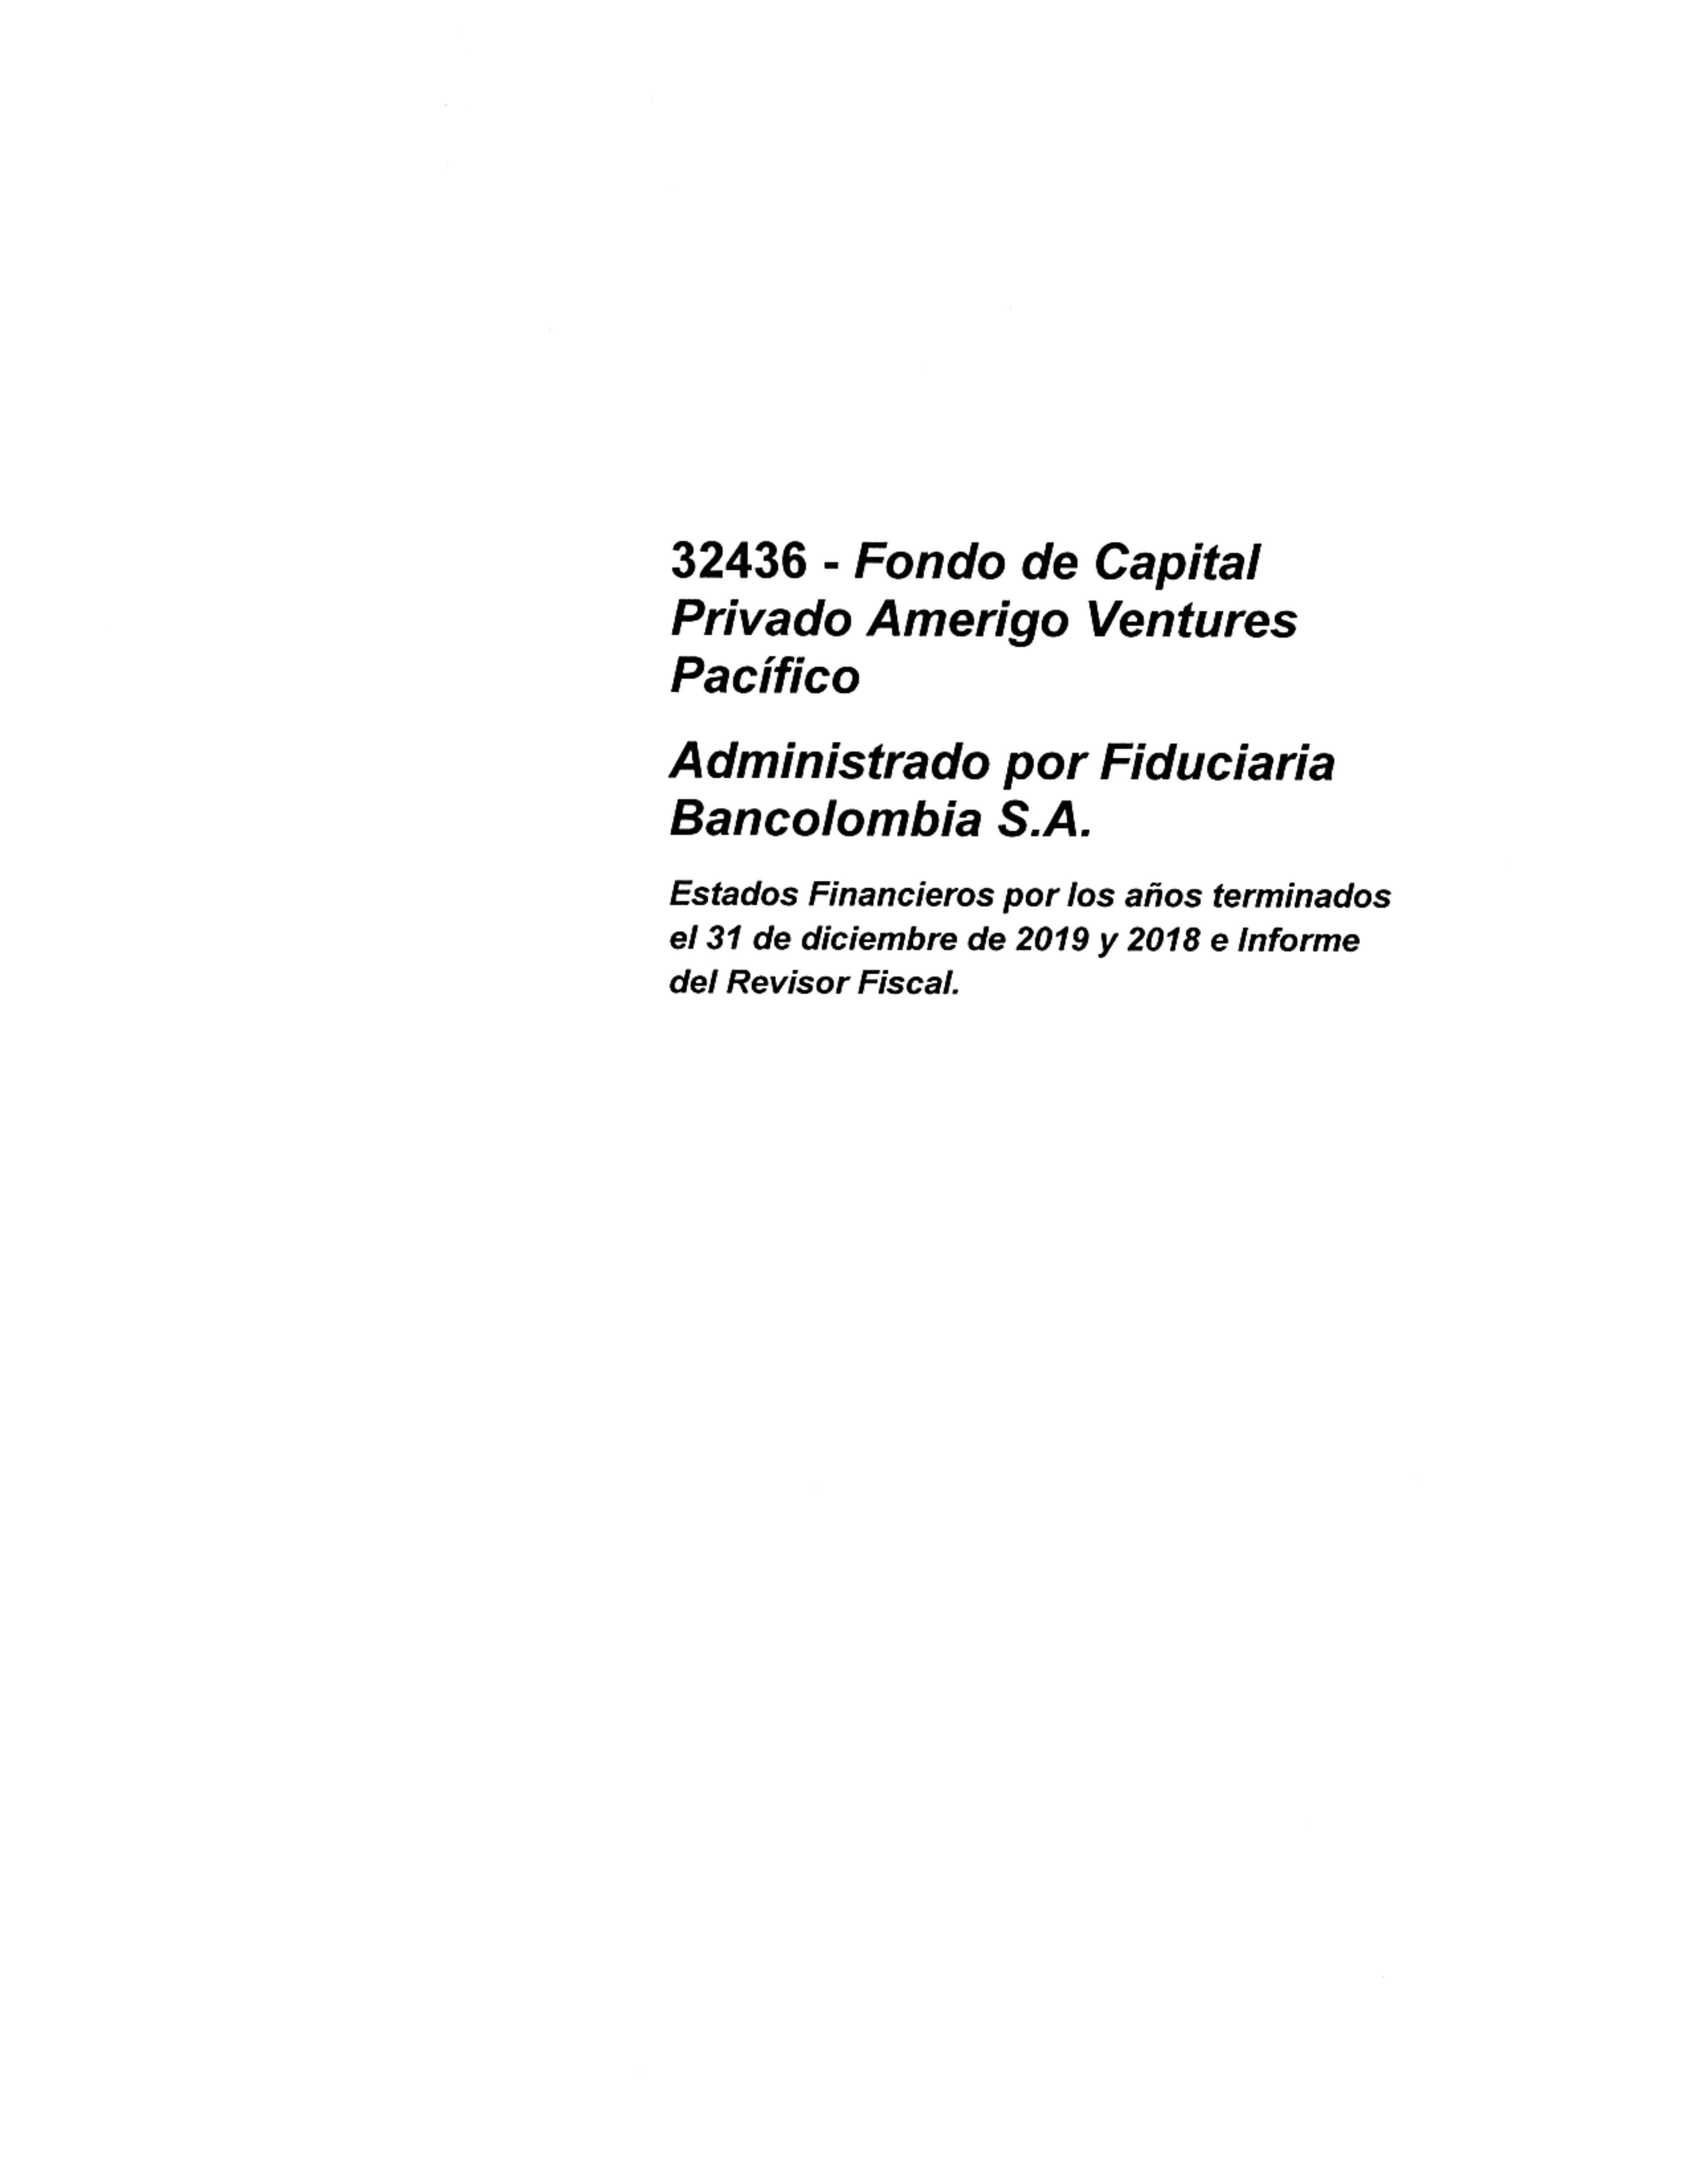 32436 - Fondo de Capital
Privado Amerigo Ventures
Pacífico
Administrado por Fiduciaria
Bancolombia S.A.
Estados Financieros por los años terminados
el 31 de diciembre de 2019 y 2018 e Informe
del Revisor Fiscal.